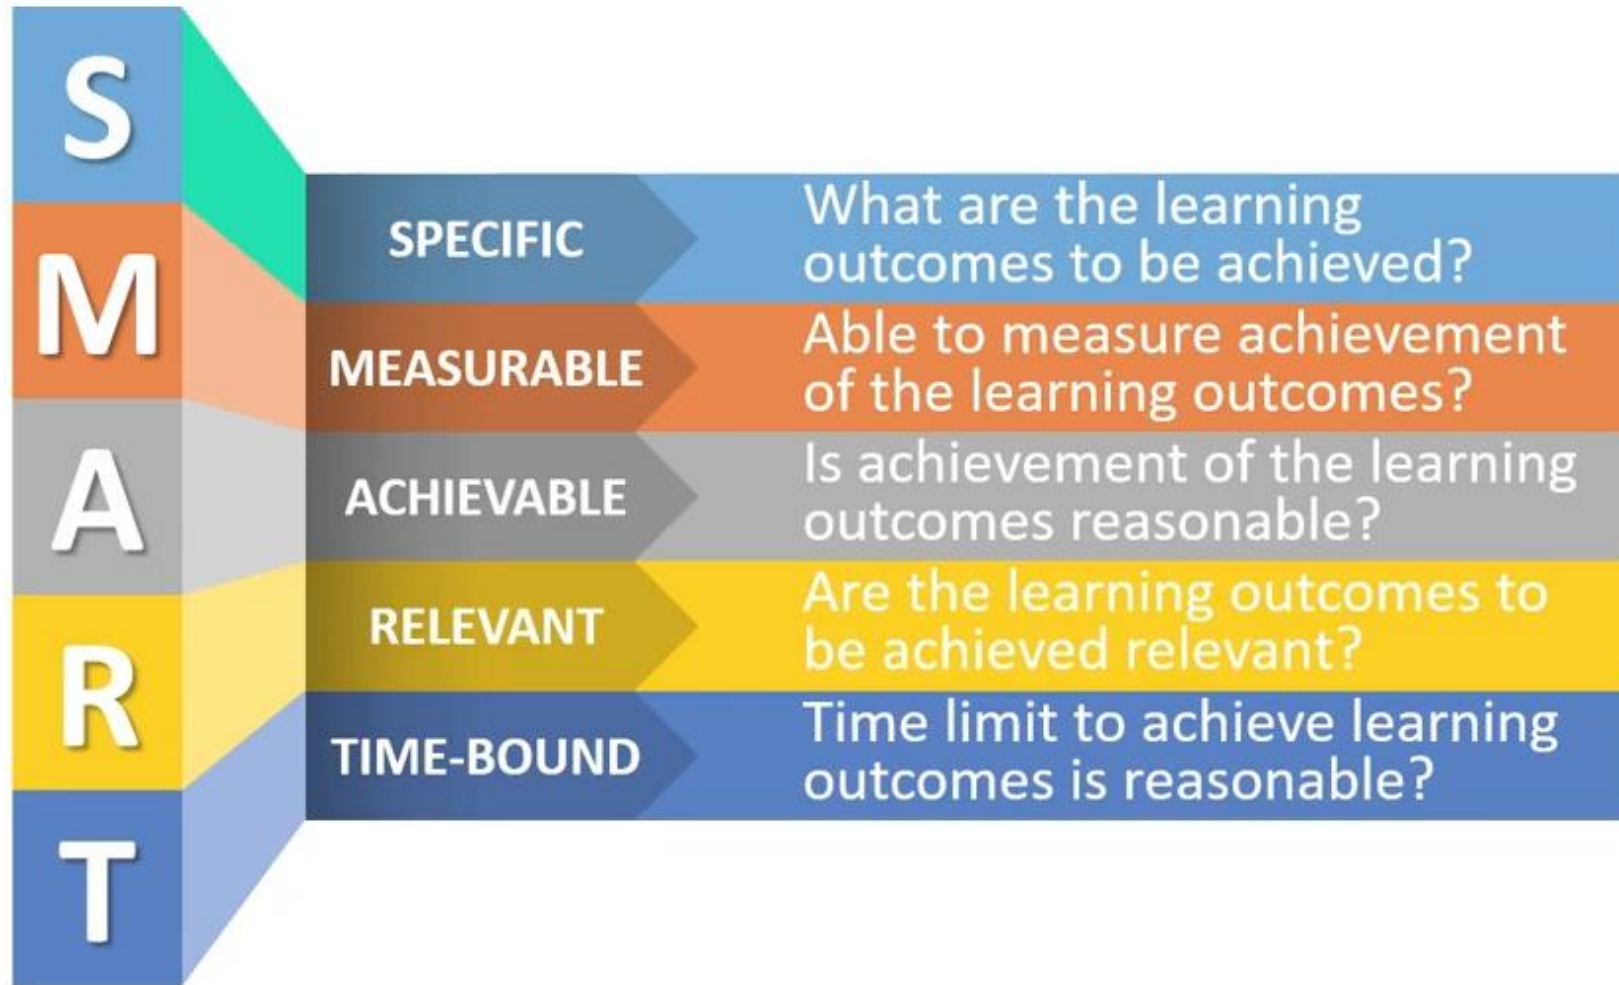 S
M
A
R
T
SPECIFIC
What are the learning
outcomes to be achieved?
MEASURABLE
Able to measure achievement
of the learning outcomes?
ACHIEVABLE
Is achievement of the learning
outcomes reasonable?
RELEVANT
Are the learning outcomes to
be achieved relevant?
TIME-BOUND
Time limit to achieve learning
outcomes is reasonable?